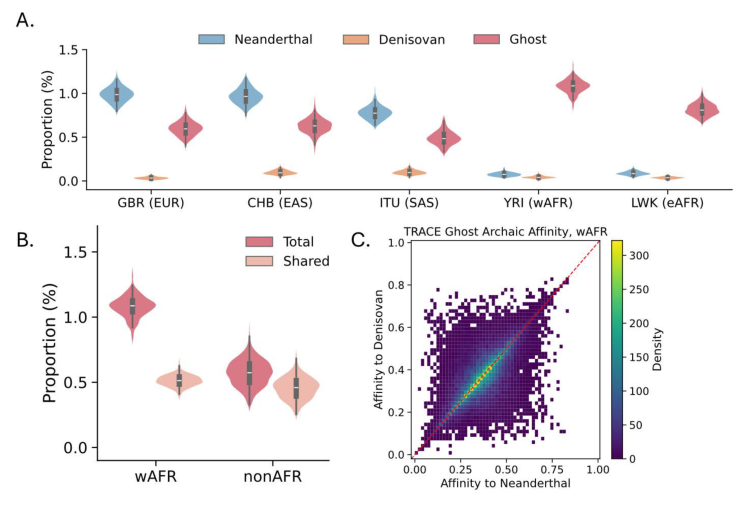 A.
Neanderthal Denisovan Ghost
Proportion (%)
1.5
1.0
0.5
0.0
GBR (EUR) CHB (EAS) ITU (SAS) YRI (wAFR) LWK (eAFR)
B.
Total
Shared
Proportion (%)
1.5
1.0
0.5
0.0
wAFR nonAFR
C.
TRACE Ghost Archaic Affinity, wAFR
Affinity to Denisovan
1.0
0.8
0.6
0.4
0.2
0.0
0.00 0.25 0.50 0.75 1.00
Affinity to Neanderthal
300
250
200
150
100
50
0
Density